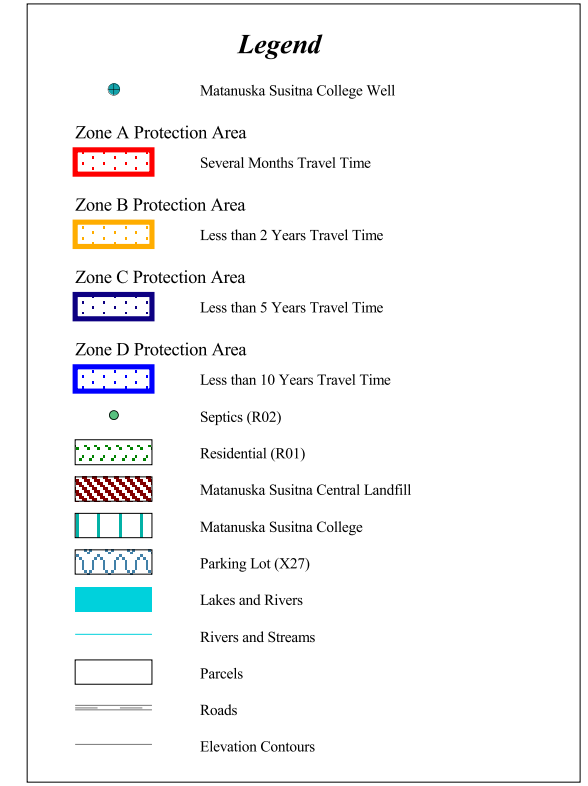 Legend
Matanuska Susitna College Well
Zone A Protection Area
Several Months Travel Time
Zone B Protection Area
Less than 2 Years Travel Time
Zone C Protection Area
Less than 5 Years Travel Time
Zone D Protection Area
Less than 10 Years Travel Time
Septics (R02)
Residential (R01)
Matanuska Susitna Central Landfill
Matanuska Susitna College
Parking Lot (X27)
Lakes and Rivers
Rivers and Streams
Parcels
Roads
Elevation Contours